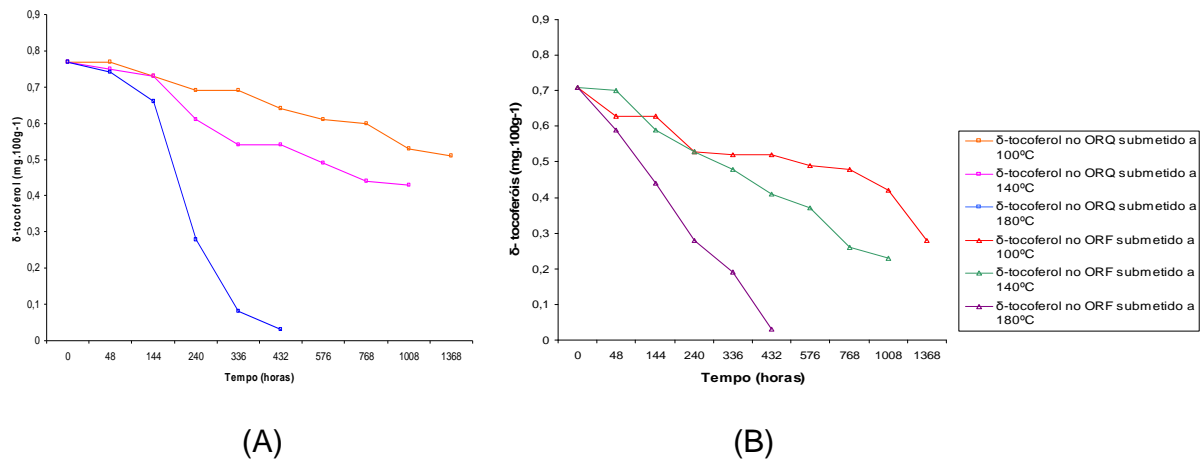 0,9
0,8
0,7
0,6
0,5
0,4
0,3
0,2
0,1
0
δ-tocoferol (mg.100g-1)
0 48 144 240 336 432 576 768 1008 1368
Tempo (horas)
(A)
0,9
0,8
0,7
0,6
0,5
0,4
0,3
0,2
0,1
0
δ- tocoferóis (mg.100g-1)
0 48 144 240 336 432 576 768 1008 1368
Tempo (horas)
(B)
δ-tocoferol no ORQ submetido a
100ºC
δ-tocoferol no ORQ submetido a
140ºC
δ-tocoferol no ORQ submetido a
180ºC
δ-tocoferol no ORF submetido a
100ºC
δ-tocoferol no ORF submetido a
140ºC
δ-tocoferol no ORF submetido a
180ºC